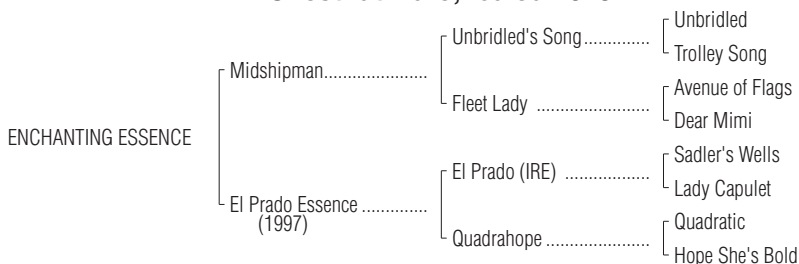 Unbridled
Unbridled's Song..............
Trolley Song
Midshipman.......................
Avenue of Flags
Fleet Lady .........................
Dear Mimi
ENCHANTING ESSENCE
Sadler's Wells
El Prado (IRE) ...................
Lady Capulet
El Prado Essence ..............
(1997)
Quadratic
Quadrahope .......................
Hope She's Bold